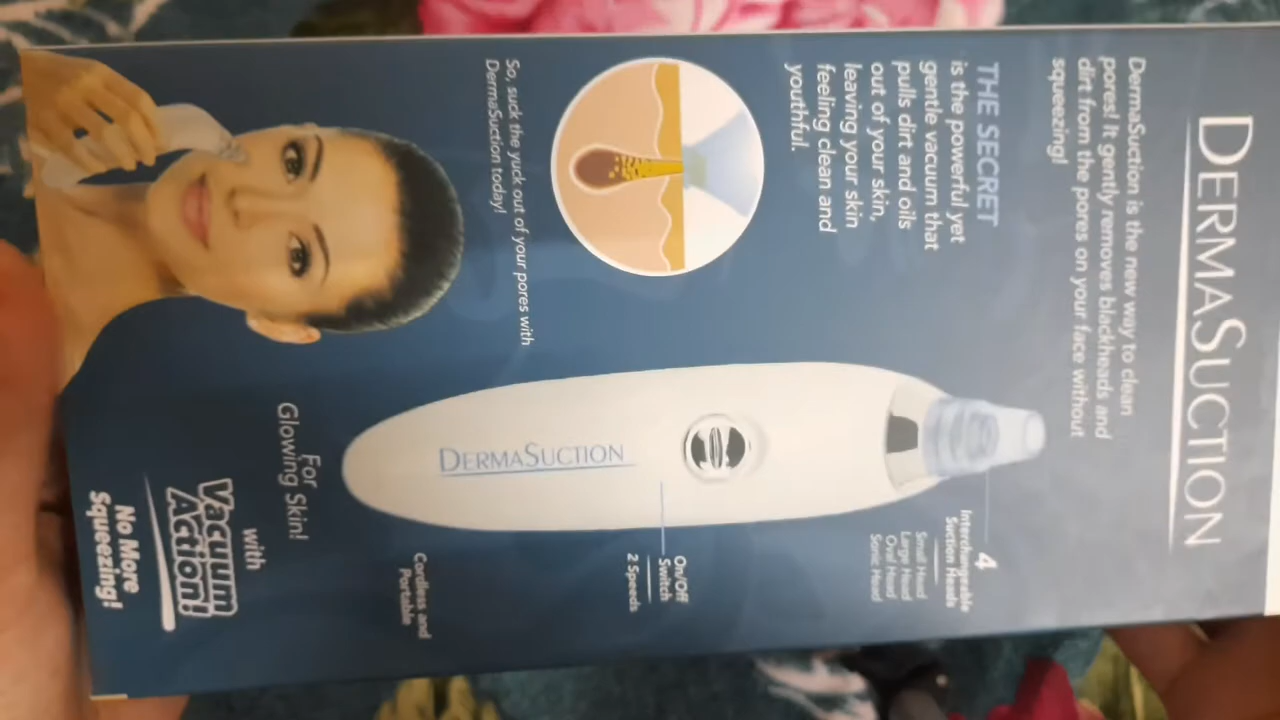 DERMASUCTION
DermaSuction is the new way to clean
pores! It gently removes blackheads and
dirt from the pores on your face without
squeezing!
THE SECRET
is the powerful yet
gentle vacuum that
pulls dirt and oils
out of your skin,
leaving your skin
feeling clean and
youthful.
So, suck the yuck out of your pores with
DermaSuction today!
4
Interchangeable
Suction Heads
Small Head
Large Head
Oval Head
Sonic Head
On/Off
Switch
2 Speeds
DERMASUCTION
Cordless and
Portable
For
Glowing Skin!
with
Vacuum
Action!
No More
Squeezing!